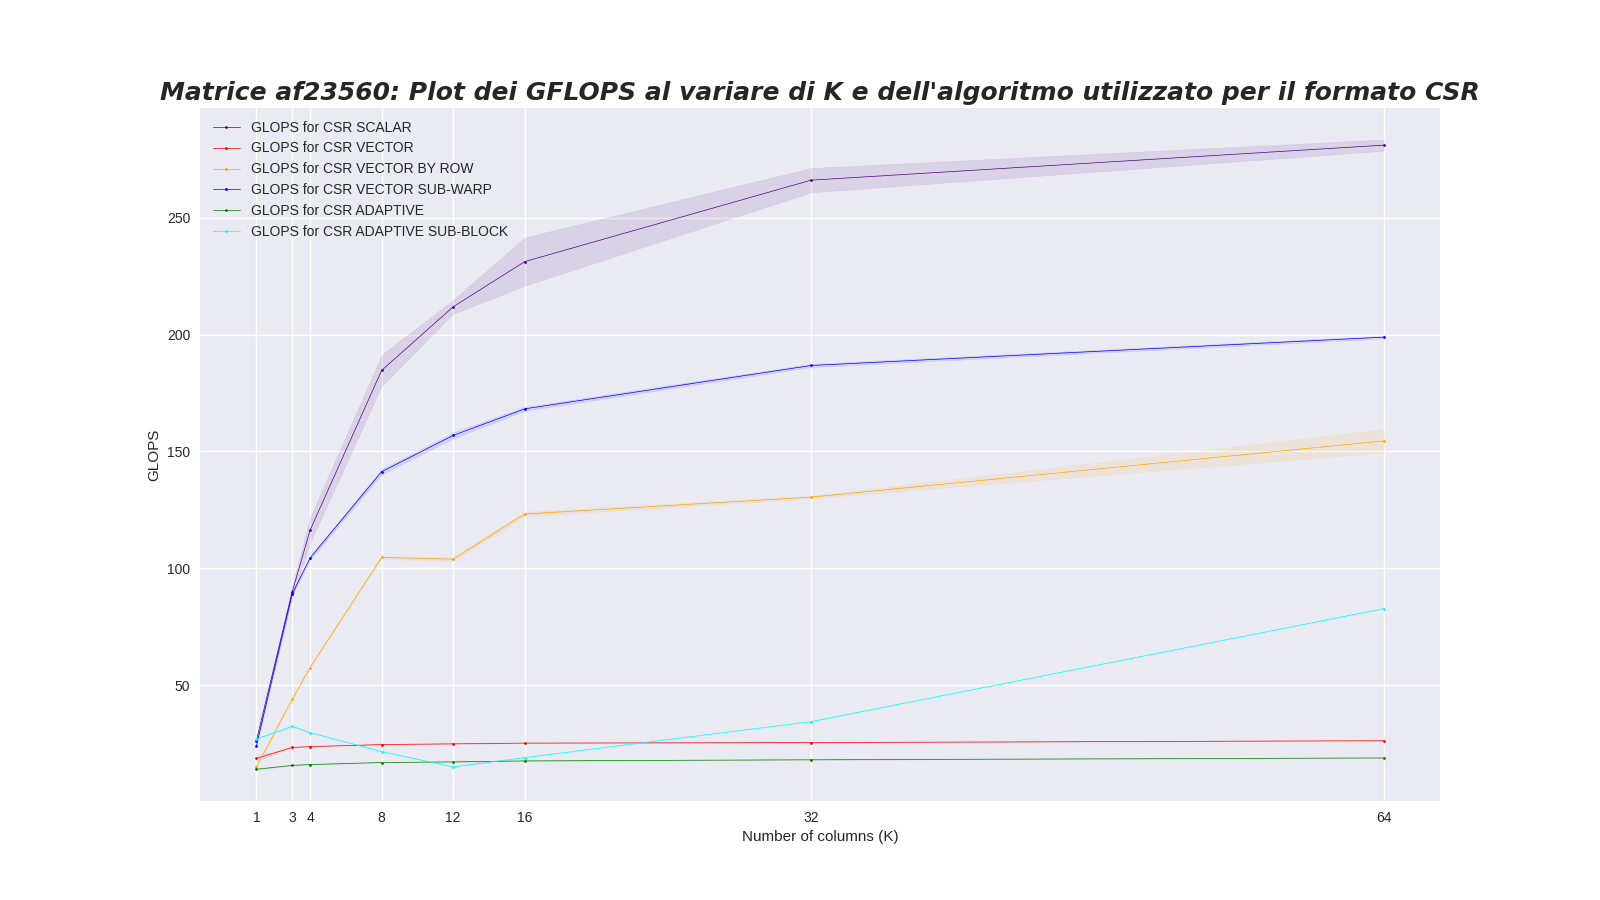 Matrice af23560: Plot dei GFLOPS al variare di K e dell'algoritmo utilizzato per il formato CSR
GLOPS for CSR SCALAR
GLOPS for CSR VECTOR
GLOPS for CSR VECTOR BY ROW
GLOPS for CSR VECTOR SUB-WARP
GLOPS for CSR ADAPTIVE
GLOPS for CSR ADAPTIVE SUB-BLOCK
250
200
150
100
50
GLOPS
1 3 4 8 12 16 32 64
Number of columns (K)